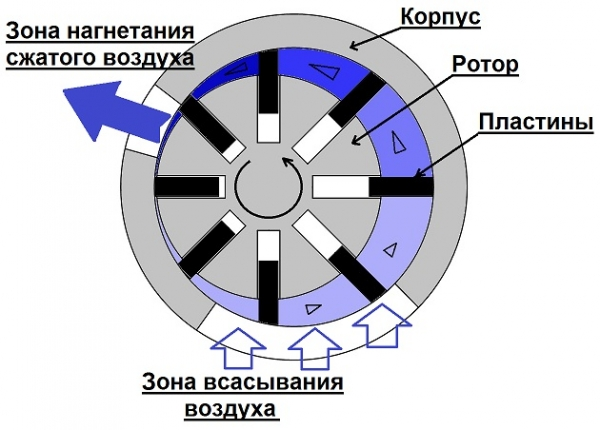 Зона нагнетания
сжатого воздуха
Корпус
Ротор
Пластины
Зона всасывания
воздуха